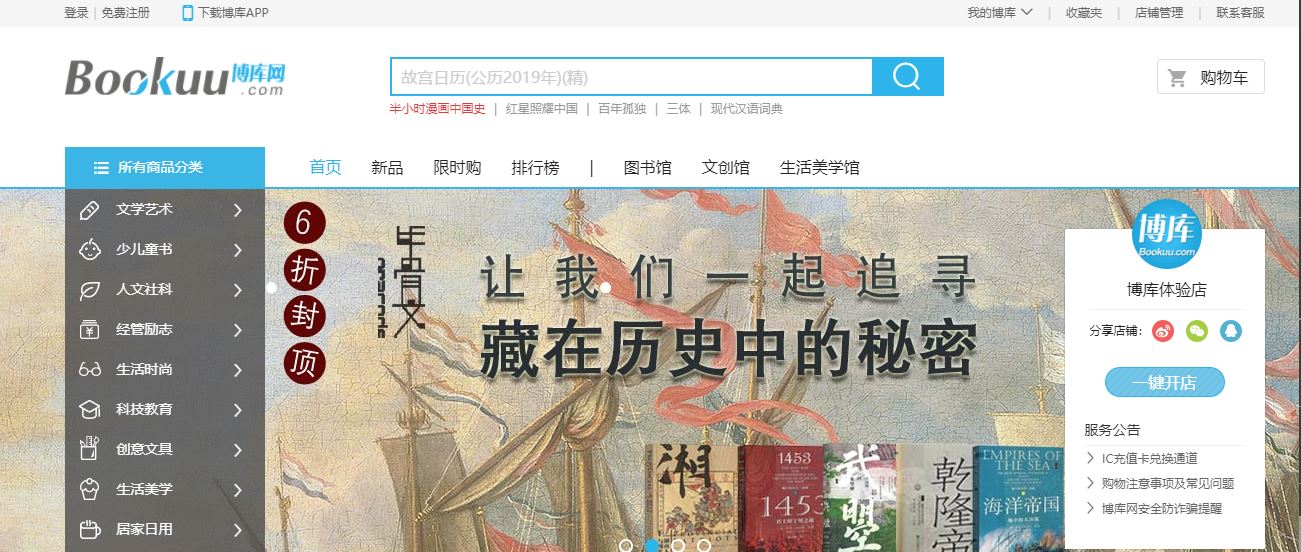 登录 | 免费注册 下载博库APP 我的博库 | 收藏夹 | 店铺管理 | 联系客服
Bookuu博库网.com
故宫日历(公历2019年)(精)
购物车
半小时漫画中国史 | 红星照耀中国 | 百年孤独 | 三体 | 现代汉语词典
所有商品分类 首页 新品 限时购 排行榜 | 图书馆 文创馆 生活美学馆
文学艺术
少儿童书
人文社科
经管励志
生活时尚
科技教育
创意文具
生活美学
居家日用
6折封顶
让我们一起追寻
藏在历史中的秘密
湘
1453
1453
武曌
乾隆帝
EMPIRES
OF THE SEA
海洋帝国
博库
Bookuu.com
博库体验店
分享店铺：
一键开店
服务公告
IC充值卡兑换通道
购物注意事项及常见问题
博库网安全防诈骗提醒